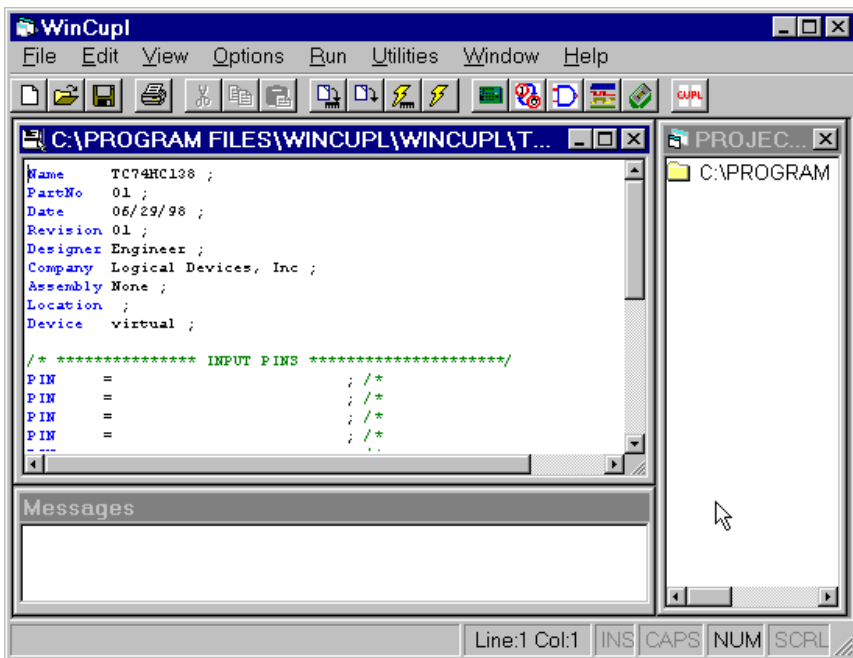 WinCupl
File Edit View Options Run Utilities Window Help
CUPL
C:\PROGRAM FILES\WINCUPL\WINCUPL\T...
Name TC74HC138 ;
PartNo 01 ;
Date 06/29/98 ;
Revision 01 ;
Designer Engineer ;
Company Logical Devices, Inc ;
Assembly None ;
Location ;
Device virtual ;
/* *************** INPUT PINS **********************/
PIN = ; /*
PIN = ; /*
PIN = ; /*
PIN = ; /*
PROJEC...
C:\PROGRAM
Messages
Line:1 Col:1 INS CAPS NUM SCRL